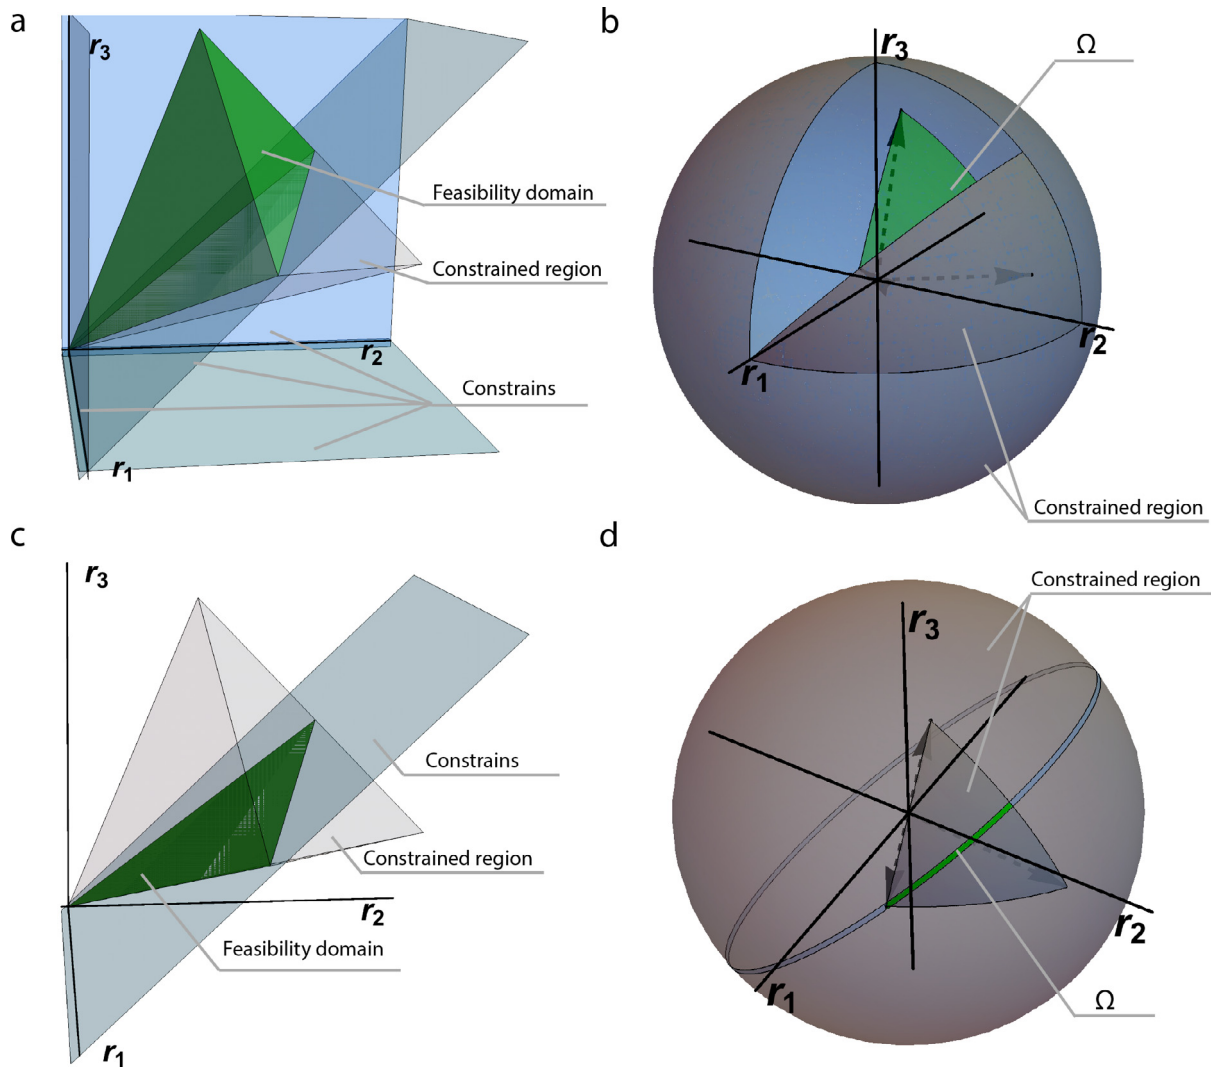 a
r3
Feasibility domain
Constrained region
r2
Constrains
r1
b
r3
Ω
r2
r1
Constrained region
c
r3
Constrains
Constrained region
r2
Feasibility domain
r1
d
Constrained region
r3
r2
r1
Ω